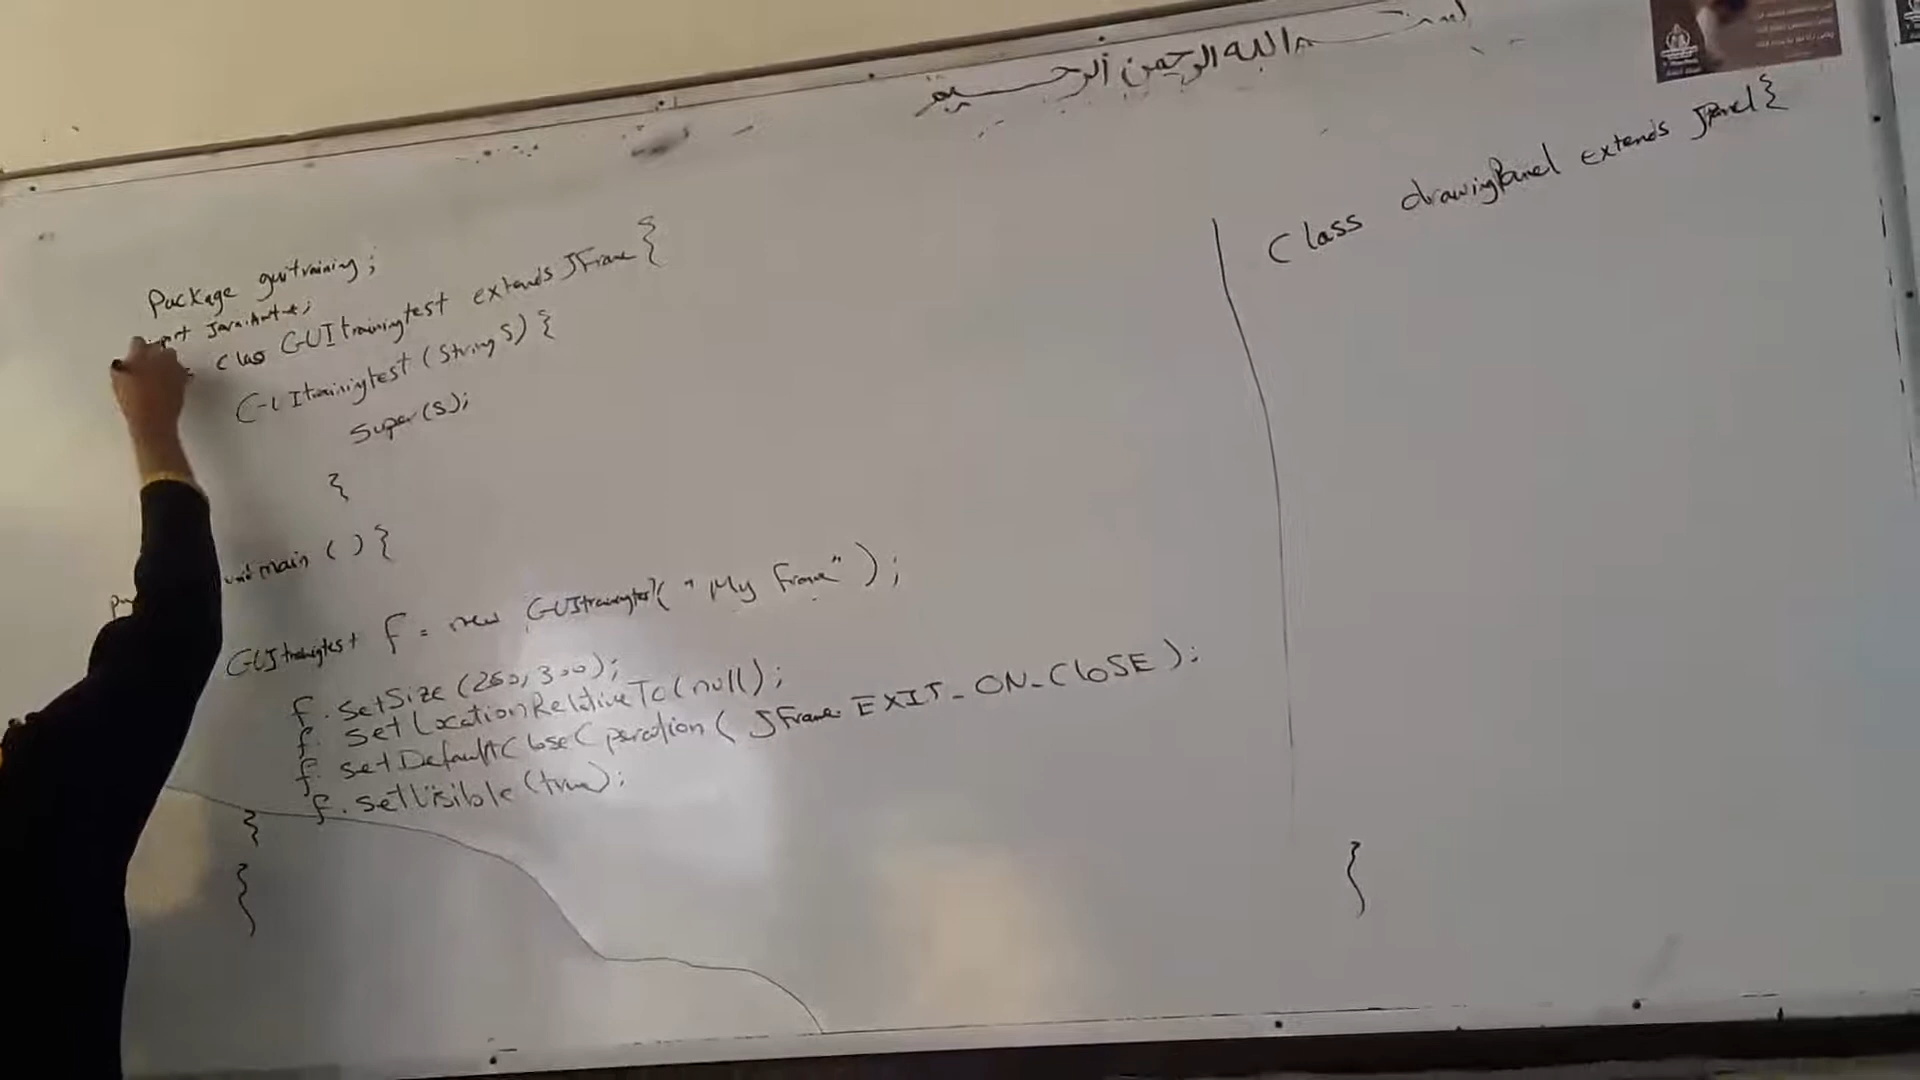 بسم الله الرحمن الرحيم
Package guitraining;
import Java.Awt.*;
class GUItrainingtest extends JFrame {
GUItrainingtest (String S) {
super(s);
}
main ( ) {
GUItrainingtest f = new GUItrainingtest( "My Frame" );
f. setSize (250, 300);
f. setLocationRelativeTo(null);
f. setDefaultCloseOperation ( JFrame.EXIT_ON_CLOSE );
f. setVisible (true);
}
}
Class drawingPanel extends JPanel {
}